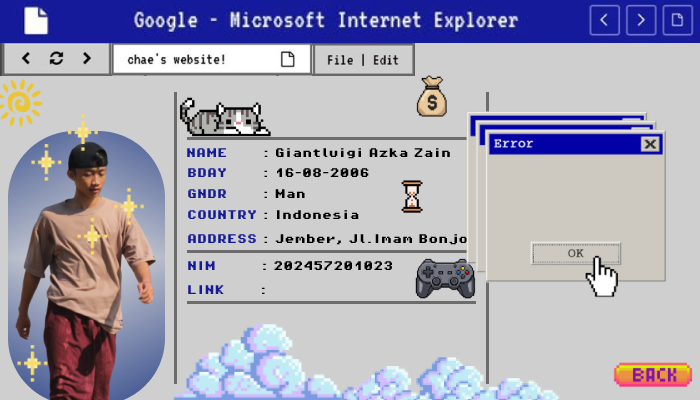 Google - Microsoft Internet Explorer
chae's website!
File | Edit
$
NAME : Giantluigi Azka Zain
BDAY : 16-08-2006
GNDR : Man
COUNTRY : Indonesia
ADDRESS : Jember, Jl.Imam Bonjo
NIM : 202457201023
LINK :
Error
OK
BACK